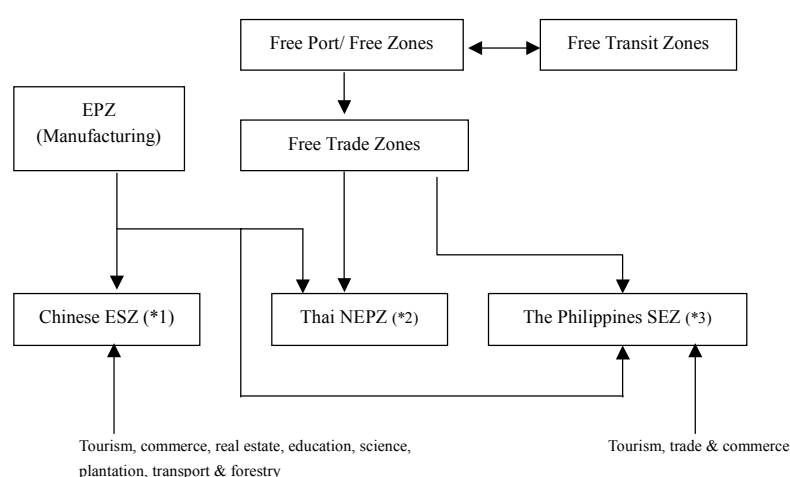 Free Port/ Free Zones
Free Transit Zones
EPZ
(Manufacturing)
Free Trade Zones
Chinese ESZ (*1)
Thai NEPZ (*2)
The Philippines SEZ (*3)
Tourism, commerce, real estate, education, science,
plantation, transport & forestry
Tourism, trade & commerce